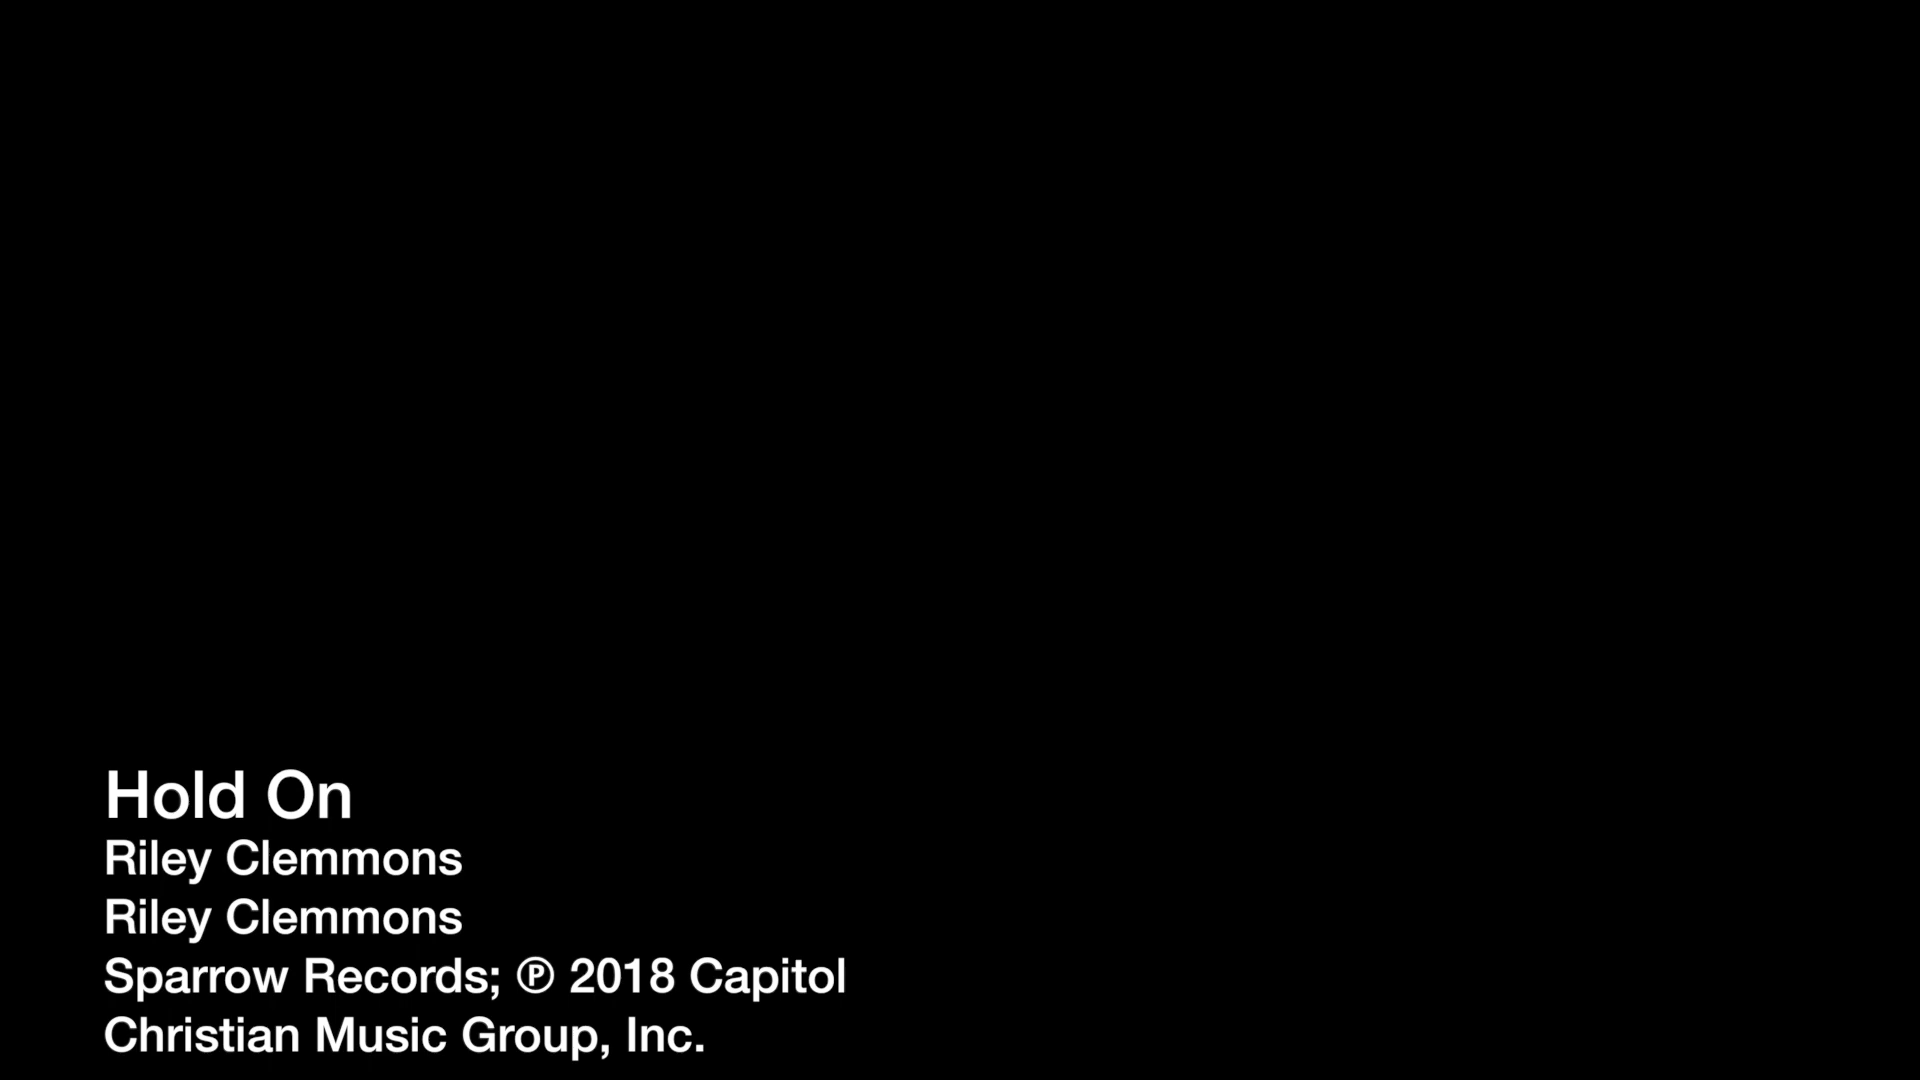 Hold On
Riley Clemmons
Riley Clemmons
Sparrow Records; ℗ 2018 Capitol
Christian Music Group, Inc.